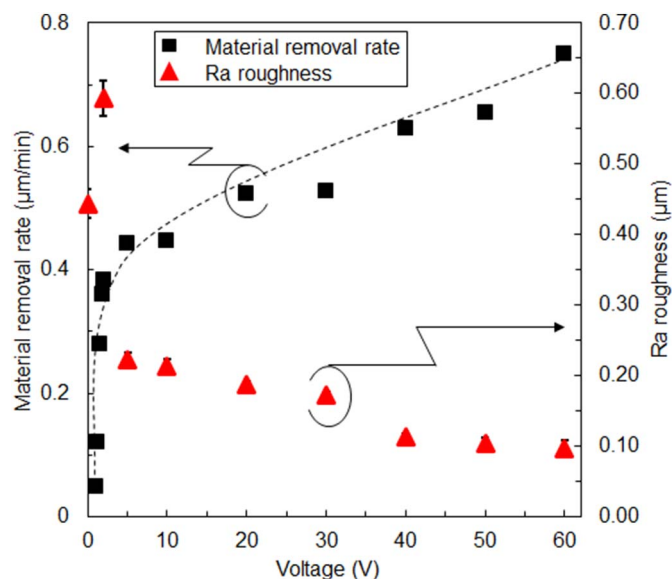 0.8
0.6
0.4
0.2
0
Material removal rate (μm/min)
Material removal rate
Ra roughness
0.70
0.60
0.50
0.40
0.30
0.20
0.10
0.00
Ra roughness (μm)
0 10 20 30 40 50 60
Voltage (V)